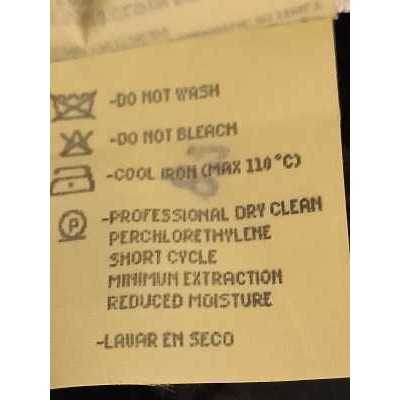 -DO NOT WASH
-DO NOT BLEACH
-COOL IRON (MAX 110°C)
P
-PROFESSIONAL DRY CLEAN
PERCHLORETHYLENE
SHORT CYCLE
MINIMUN EXTRACTION
REDUCED MOISTURE
-LAVAR EN SECO